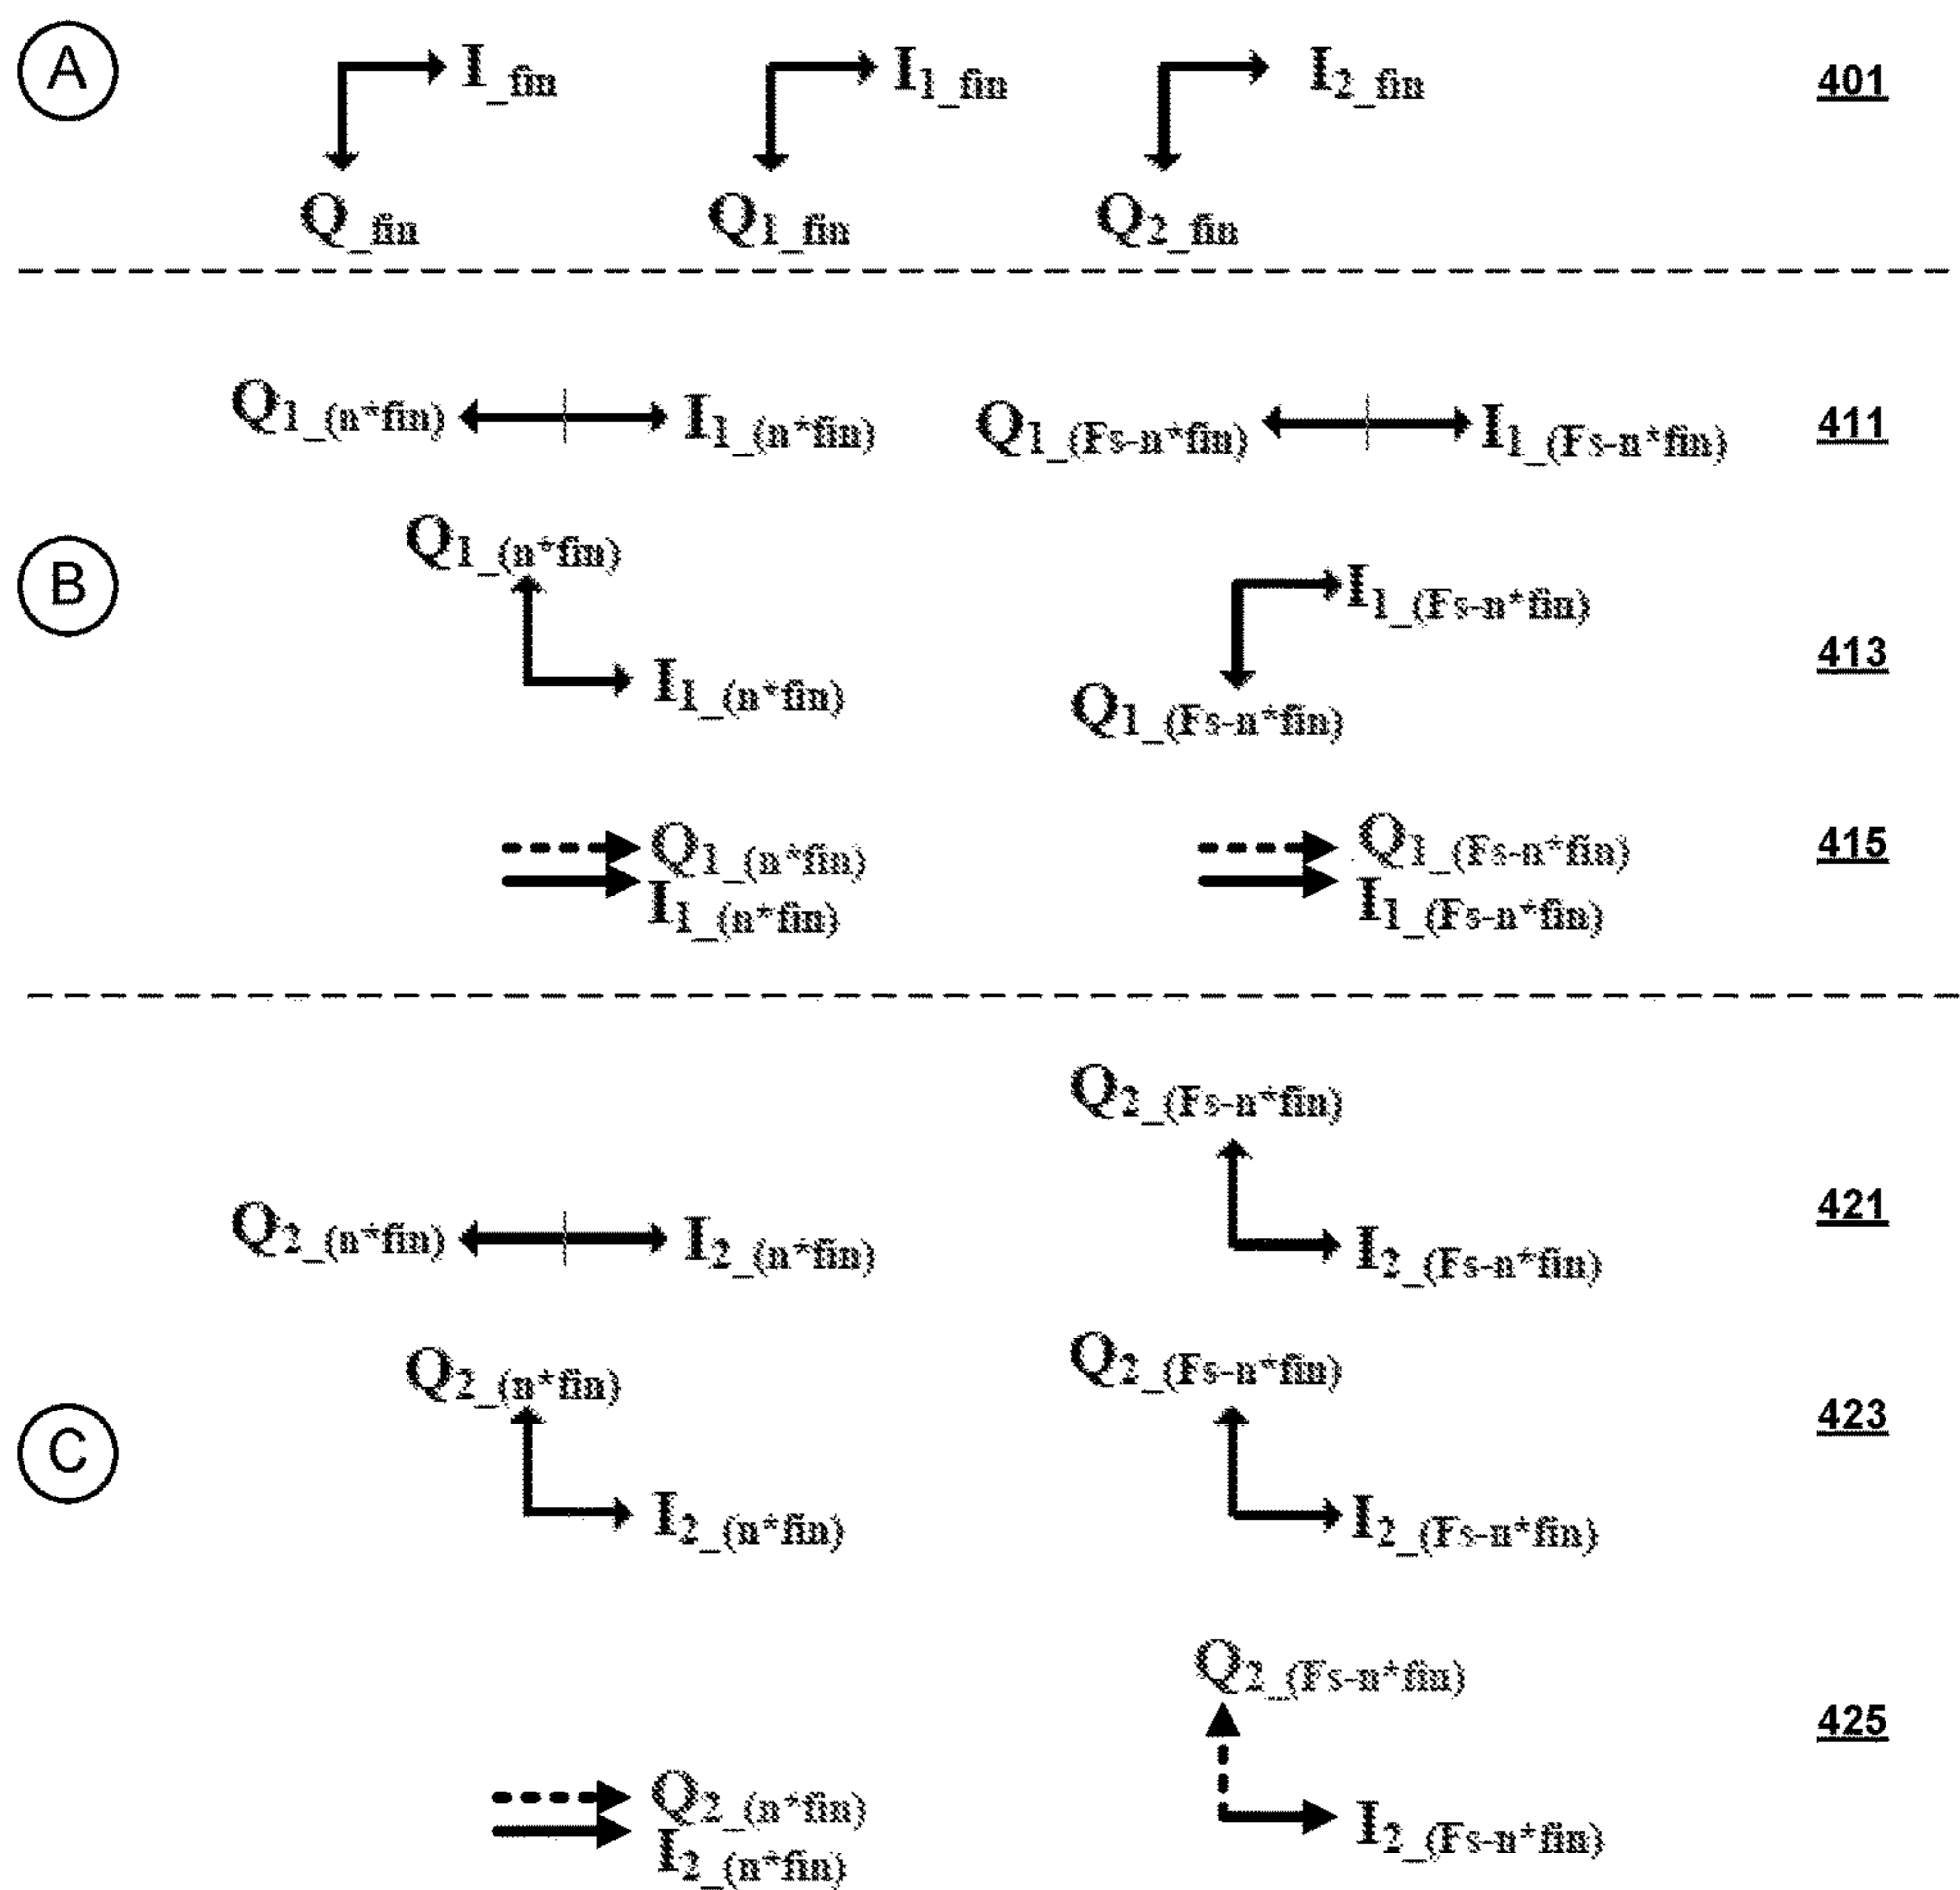 A I_fin I1_fin I2_fin 401
Q_fin Q1_fin Q2_fin
Q1_(n*fin) I1_(n*fin) Q1_(Fs-n*fin) I1_(Fs-n*fin) 411
Q1_(n*fin)
B I1_(Fs-n*fin)
I1_(n*fin) 413
Q1_(Fs-n*fin)
Q1_(n*fin) Q1_(Fs-n*fin) 415
I1_(n*fin) I1_(Fs-n*fin)
Q2_(Fs-n*fin)
Q2_(n*fin) I2_(n*fin) 421
I2_(Fs-n*fin)
Q2_(n*fin) Q2_(Fs-n*fin)
423
C
I2_(n*fin) I2_(Fs-n*fin)
Q2_(Fs-n*fin)
425
Q2_(n*fin) I2_(Fs-n*fin)
I2_(n*fin)